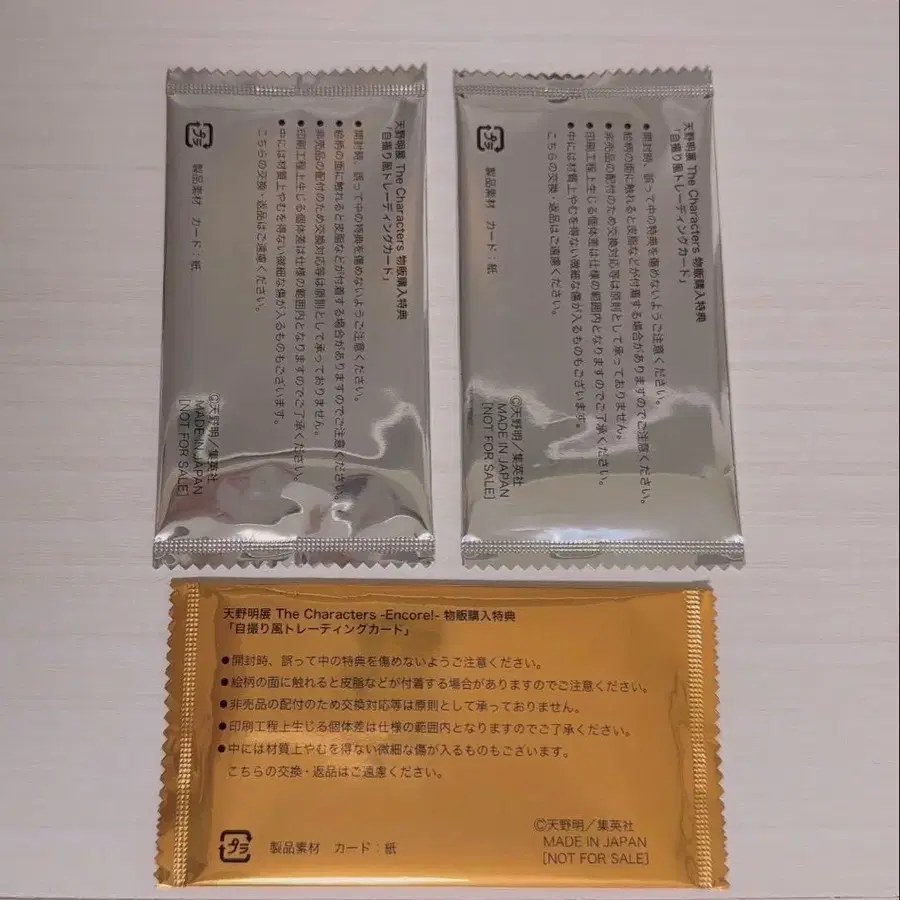 天野明展 The Characters 物販購入特典
「自撮り風トレーディングカード」
●開封時、誤って中の特典を傷めないようご注意ください。
●絵柄の面に触れると皮脂などが付着する場合がありますのでご注意ください。
●非売品の配付のため交換対応等は原則として承っておりません。
●印刷工程上生じる個体差は仕様の範囲内となりますのでご了承ください。
●中には材質上やむを得ない微細な傷が入るものもございます。
こちらの交換・返品はご遠慮ください。
プラ 製品素材 カード：紙
©天野明／集英社
MADE IN JAPAN
[NOT FOR SALE]
天野明展 The Characters 物販購入特典
「自撮り風トレーディングカード」
●開封時、誤って中の特典を傷めないようご注意ください。
●絵柄の面に触れると皮脂などが付着する場合がありますのでご注意ください。
●非売品の配付のため交換対応等は原則として承っておりません。
●印刷工程上生じる個体差は仕様の範囲内となりますのでご了承ください。
●中には材質上やむを得ない微細な傷が入るものもございます。
こちらの交換・返品はご遠慮ください。
プラ 製品素材 カード：紙
©天野明／集英社
MADE IN JAPAN
[NOT FOR SALE]
天野明展 The Characters -Encore!- 物販購入特典
「自撮り風トレーティングカード」
●開封時、誤って中の特典を傷めないようご注意ください。
●絵柄の面に触れると皮脂などが付着する場合がありますのでご注意ください。
●非売品の配付のため交換対応等は原則として承っておりません。
●印刷工程上生じる個体差は仕様の範囲内となりますのでご了承ください。
●中には材質上やむを得ない微細な傷が入るものもございます。
こちらの交換・返品はご遠慮ください。
プラ 製品素材 カード：紙
©天野明／集英社
MADE IN JAPAN
[NOT FOR SALE]